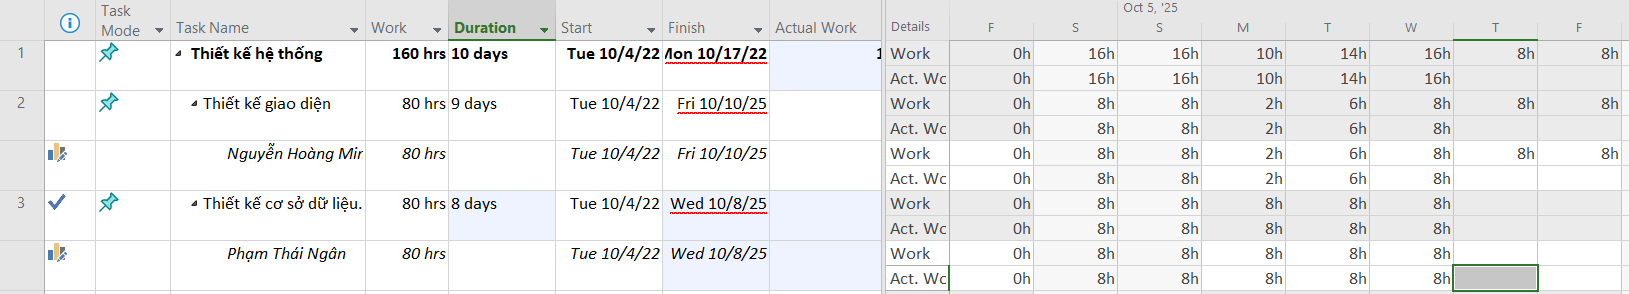 Task Mode Task Name Work Duration Start Finish Actual Work Details Oct 5, '25 F S S M T W T F
1 Thiết kế hệ thống 160 hrs 10 days Tue 10/4/22 Mon 10/17/22 1 Work 0h 16h 16h 10h 14h 16h 8h 8h
Act. Wo 0h 16h 16h 10h 14h 16h
2 Thiết kế giao diện 80 hrs 9 days Tue 10/4/22 Fri 10/10/25 Work 0h 8h 8h 2h 6h 8h 8h 8h
Act. Wo 0h 8h 8h 2h 6h 8h
Nguyễn Hoàng Mir 80 hrs Tue 10/4/22 Fri 10/10/25 Work 0h 8h 8h 2h 6h 8h 8h 8h
Act. Wo 0h 8h 8h 2h 6h 8h
3 Thiết kế cơ sở dữ liệu. 80 hrs 8 days Tue 10/4/22 Wed 10/8/25 Work 0h 8h 8h 8h 8h 8h
Act. Wo 0h 8h 8h 8h 8h 8h
Phạm Thái Ngân 80 hrs Tue 10/4/22 Wed 10/8/25 Work 0h 8h 8h 8h 8h 8h
Act. Wo 0h 8h 8h 8h 8h 8h